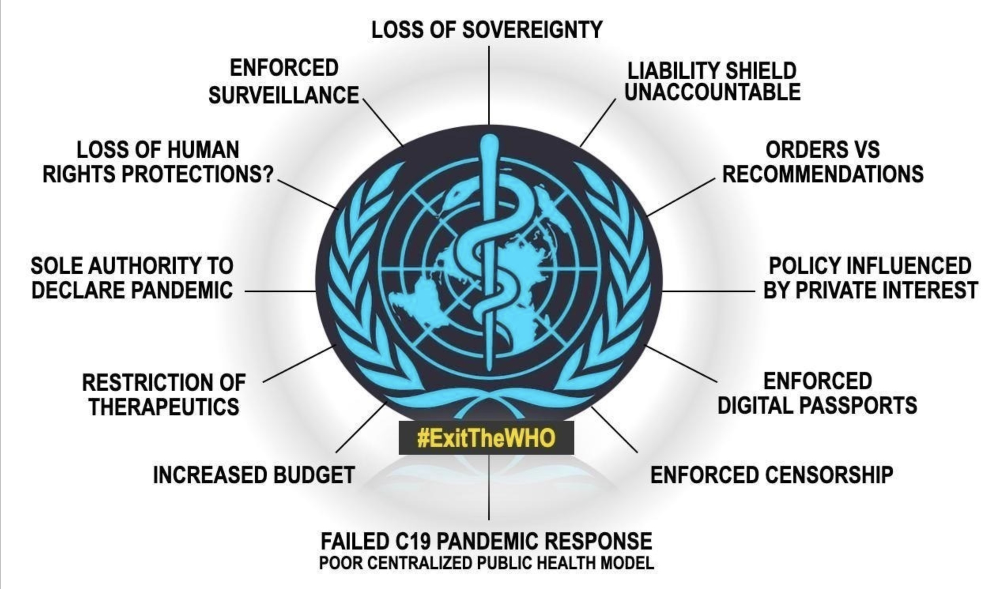 LOSS OF SOVEREIGNTY
ENFORCED
SURVEILLANCE
LIABILITY SHIELD
UNACCOUNTABLE
LOSS OF HUMAN
RIGHTS PROTECTIONS?
ORDERS VS
RECOMMENDATIONS
SOLE AUTHORITY TO
DECLARE PANDEMIC
POLICY INFLUENCED
BY PRIVATE INTEREST
RESTRICTION OF
THERAPEUTICS
ENFORCED
DIGITAL PASSPORTS
#ExitTheWHO
INCREASED BUDGET
ENFORCED CENSORSHIP
FAILED C19 PANDEMIC RESPONSE
POOR CENTRALIZED PUBLIC HEALTH MODEL